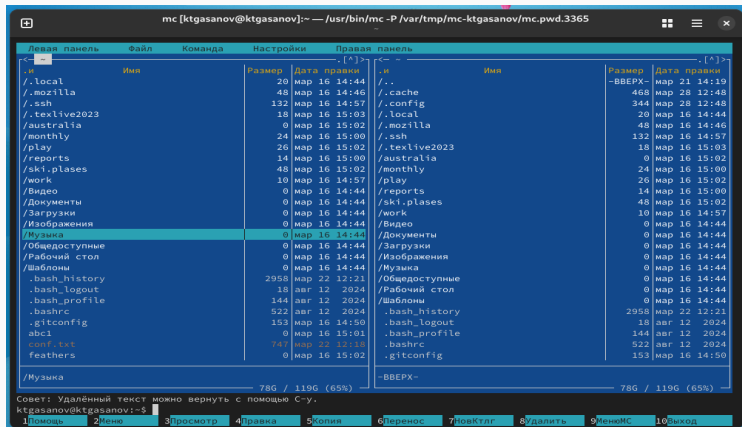 mc [ktgasanov@ktgasanov]:~ — /usr/bin/mc -P /var/tmp/mc-ktgasanov/mc.pwd.3365
Левая панель Файл Команда Настройки Правая панель
<— ~ .[^]> <— ~ .[^]>
.и Имя Размер Дата правки .и Имя Размер Дата правки
/.local 20 мар 16 14:44 /.. -ВВЕРХ- мар 21 14:19
/.mozilla 48 мар 16 14:46 /.cache 468 мар 28 12:48
/.ssh 132 мар 16 14:57 /.config 344 мар 28 12:48
/.texlive2023 18 мар 16 15:03 /.local 20 мар 16 14:44
/australia 0 мар 16 15:02 /.mozilla 48 мар 16 14:46
/monthly 24 мар 16 15:00 /.ssh 132 мар 16 14:57
/play 26 мар 16 15:02 /.texlive2023 18 мар 16 15:03
/reports 14 мар 16 15:00 /australia 0 мар 16 15:02
/ski.plases 48 мар 16 15:02 /monthly 24 мар 16 15:00
/work 10 мар 16 14:57 /play 26 мар 16 15:02
/Видео 0 мар 16 14:44 /reports 14 мар 16 15:00
/Документы 0 мар 16 14:44 /ski.plases 48 мар 16 15:02
/Загрузки 0 мар 16 14:44 /work 10 мар 16 14:57
/Изображения 0 мар 16 14:44 /Видео 0 мар 16 14:44
/Музыка 0 мар 16 14:44 /Документы 0 мар 16 14:44
/Общедоступные 0 мар 16 14:44 /Загрузки 0 мар 16 14:44
/Рабочий стол 0 мар 16 14:44 /Изображения 0 мар 16 14:44
/Шаблоны 0 мар 16 14:44 /Музыка 0 мар 16 14:44
.bash_history 2958 мар 22 12:21 /Общедоступные 0 мар 16 14:44
.bash_logout 18 авг 12 2024 /Рабочий стол 0 мар 16 14:44
.bash_profile 144 авг 12 2024 /Шаблоны 0 мар 16 14:44
.bashrc 522 авг 12 2024 .bash_history 2958 мар 22 12:21
.gitconfig 153 мар 16 14:50 .bash_logout 18 авг 12 2024
abc1 0 мар 16 15:01 .bash_profile 144 авг 12 2024
conf.txt 747 мар 22 12:18 .bashrc 522 авг 12 2024
feathers 0 мар 16 15:02 .gitconfig 153 мар 16 14:50
/Музыка -ВВЕРХ-
78G / 119G (65%) 78G / 119G (65%)
Совет: Удалённый текст можно вернуть с помощью C-y.
ktgasanov@ktgasanov:~$
1Помощь 2Меню 3Просмотр 4Правка 5Копия 6Перенос 7НовКтлг 8Удалить 9МенюMC 10Выход